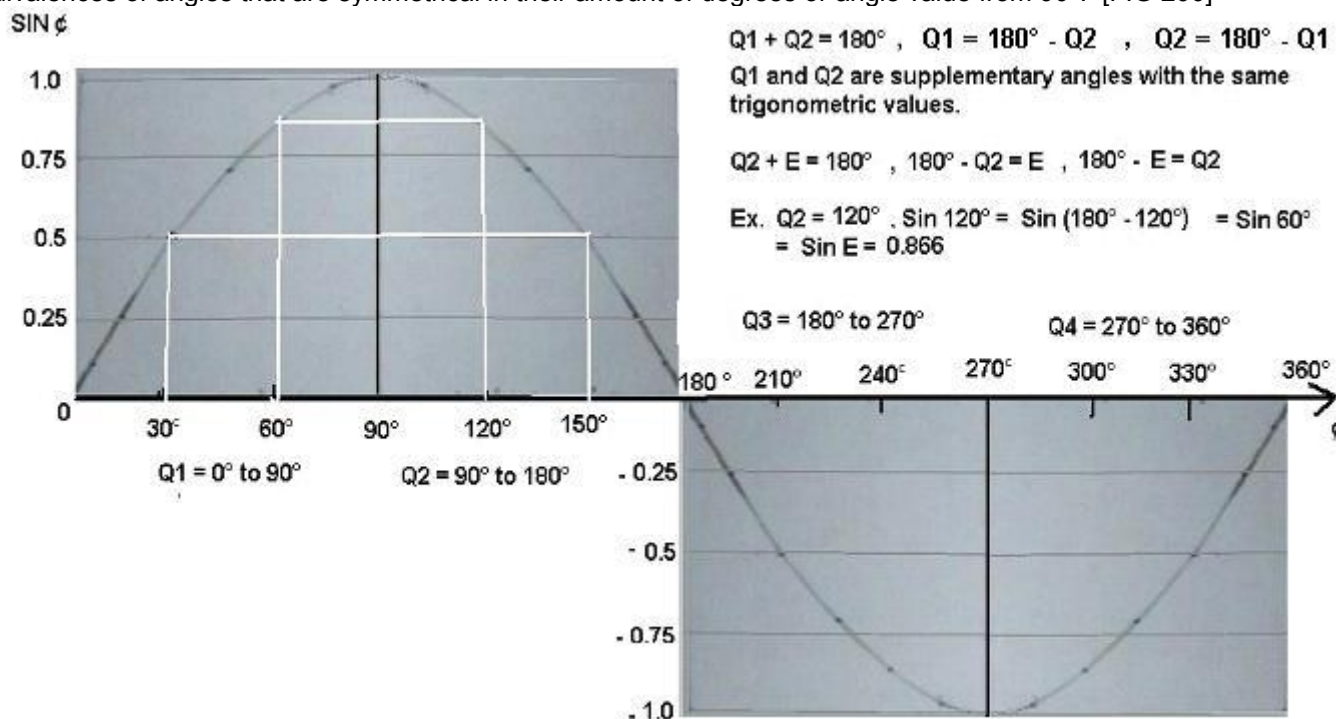 SIN ¢
Q1 + Q2 = 180° , Q1 = 180° - Q2 , Q2 = 180° - Q1
Q1 and Q2 are supplementary angles with the same
trigonometric values.
Q2 + E = 180° , 180° - Q2 = E , 180° - E = Q2
Ex. Q2 = 120° , Sin 120° = Sin (180° - 120°) = Sin 60°
= Sin E = 0.866
Q3 = 180° to 270°
Q4 = 270° to 360°
1.0
0.75
0.5
0.25
0
30° 60° 90° 120° 150°
180° 210° 240° 270° 300° 330° 360°
Q1 = 0° to 90°
Q2 = 90° to 180°
- 0.25
- 0.5
- 0.75
- 1.0